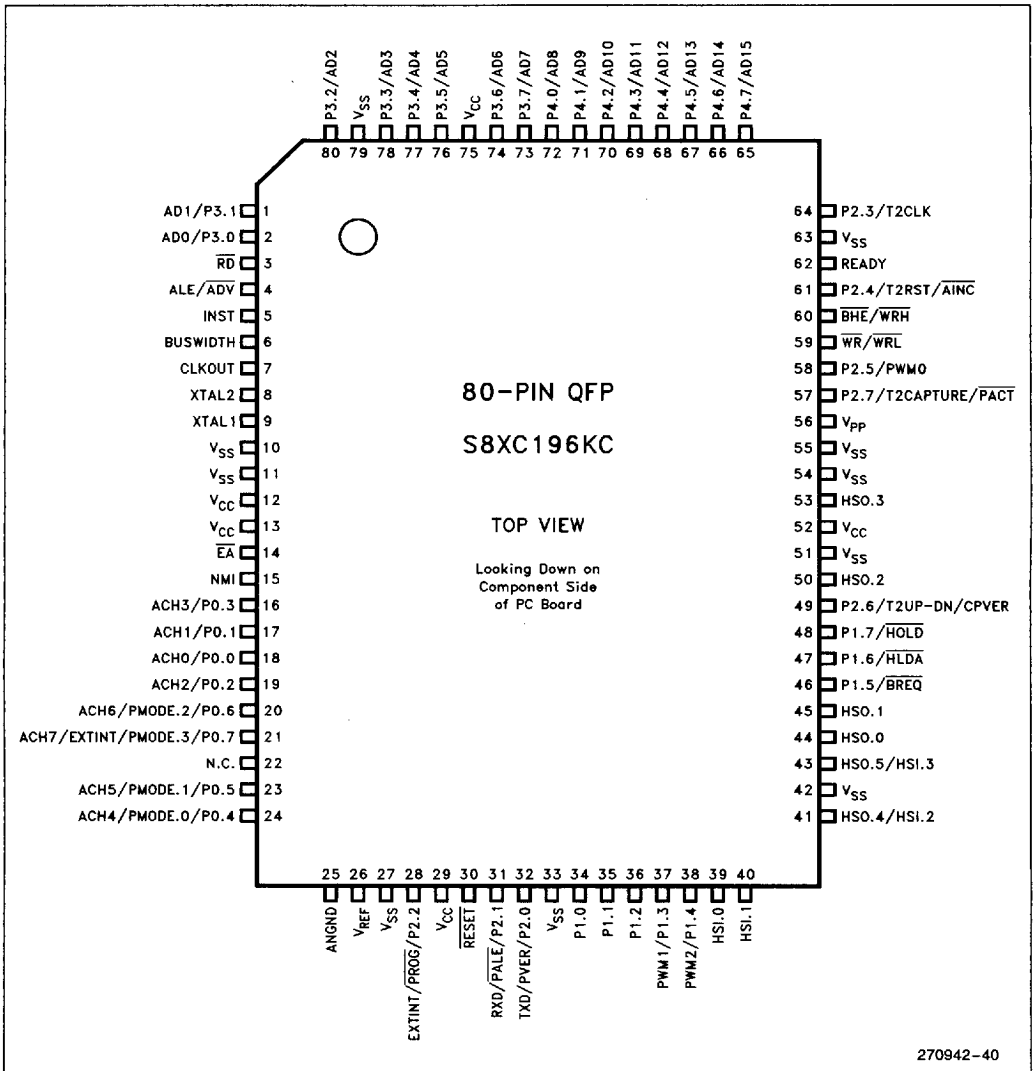 P3.2/AD2
VSS
P3.3/AD3
P3.4/AD4
P3.5/AD5
VCC
P3.6/AD6
P3.7/AD7
P4.0/AD8
P4.1/AD9
P4.2/AD10
P4.3/AD11
P4.4/AD12
P4.5/AD13
P4.6/AD14
P4.7/AD15
80 79 78 77 76 75 74 73 72 71 70 69 68 67 66 65
AD1/P3.1 1
AD0/P3.0 2
RD 3
ALE/ADV 4
INST 5
BUSWIDTH 6
CLKOUT 7
XTAL2 8
XTAL1 9
VSS 10
VSS 11
VCC 12
VCC 13
EA 14
NMI 15
ACH3/P0.3 16
ACH1/P0.1 17
ACH0/P0.0 18
ACH2/P0.2 19
ACH6/PMODE.2/P0.6 20
ACH7/EXTINT/PMODE.3/P0.7 21
N.C. 22
ACH5/PMODE.1/P0.5 23
ACH4/PMODE.0/P0.4 24
80-PIN QFP
S8XC196KC
TOP VIEW
Looking Down on
Component Side
of PC Board
64 P2.3/T2CLK
63 VSS
62 READY
61 P2.4/T2RST/AINC
60 BHE/WRH
59 WR/WRL
58 P2.5/PWM0
57 P2.7/T2CAPTURE/PACT
56 VPP
55 VSS
54 VSS
53 HSO.3
52 VCC
51 VSS
50 HSO.2
49 P2.6/T2UP-DN/CPVER
48 P1.7/HOLD
47 P1.6/HLDA
46 P1.5/BREQ
45 HSO.1
44 HSO.0
43 HSO.5/HSI.3
42 VSS
41 HSO.4/HSI.2
25 26 27 28 29 30 31 32 33 34 35 36 37 38 39 40
ANGND
VREF
VSS
EXTINT/PROG/P2.2
VCC
RESET
RXD/PALE/P2.1
TXD/PVER/P2.0
VSS
P1.0
P1.1
P1.2
PWM1/P1.3
PWM2/P1.4
HSI.0
HSI.1
270942-40